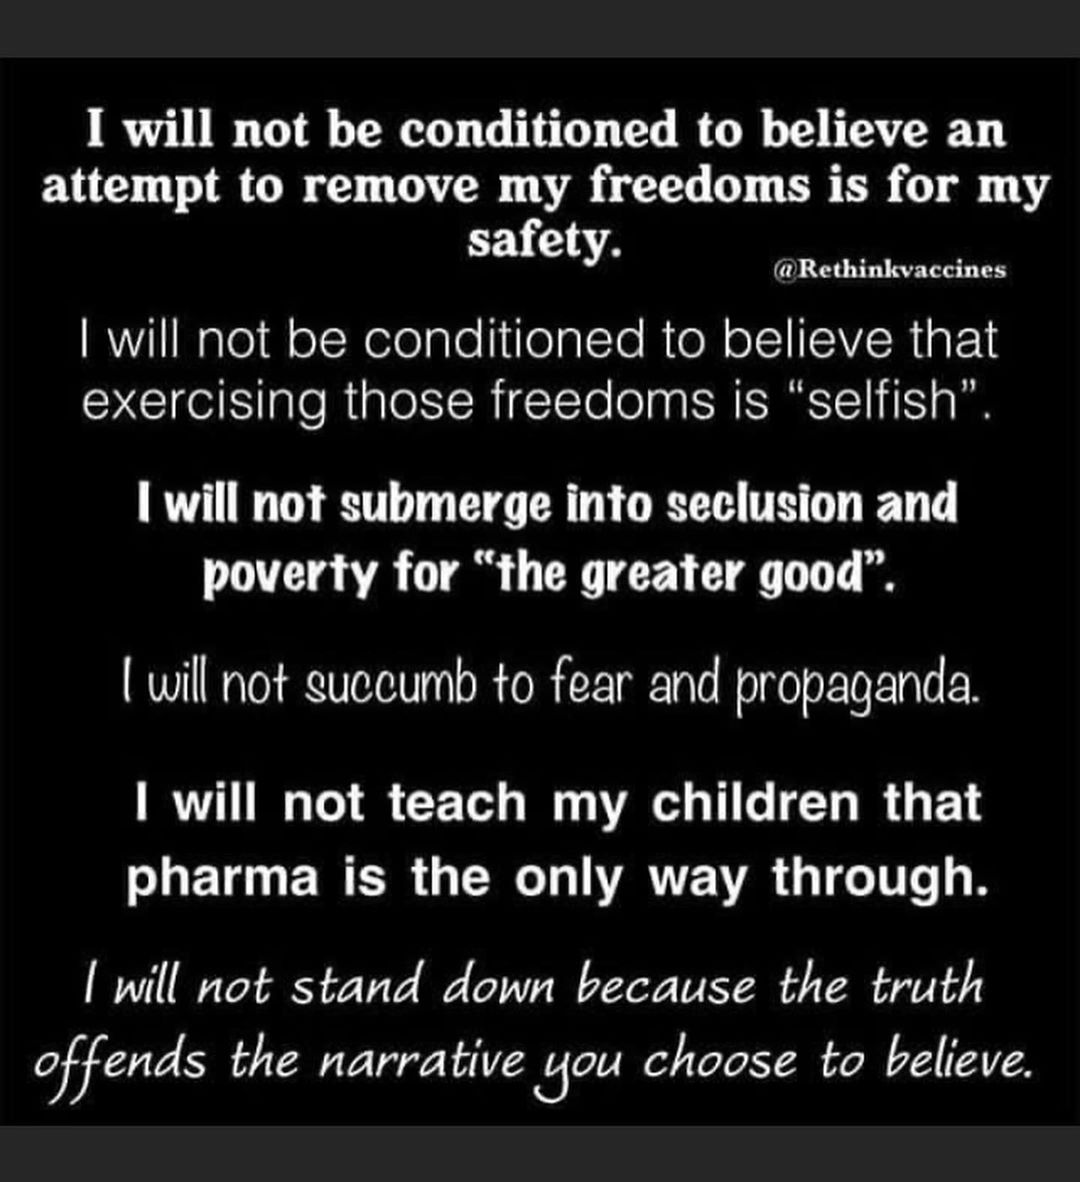 I will not be conditioned to believe an
attempt to remove my freedoms is for my
safety.
@Rethinkvaccines
I will not be conditioned to believe that
exercising those freedoms is “selfish”.
I will not submerge into seclusion and
poverty for “the greater good”.
I will not succumb to fear and propaganda.
I will not teach my children that
pharma is the only way through.
I will not stand down because the truth
offends the narrative you choose to believe.